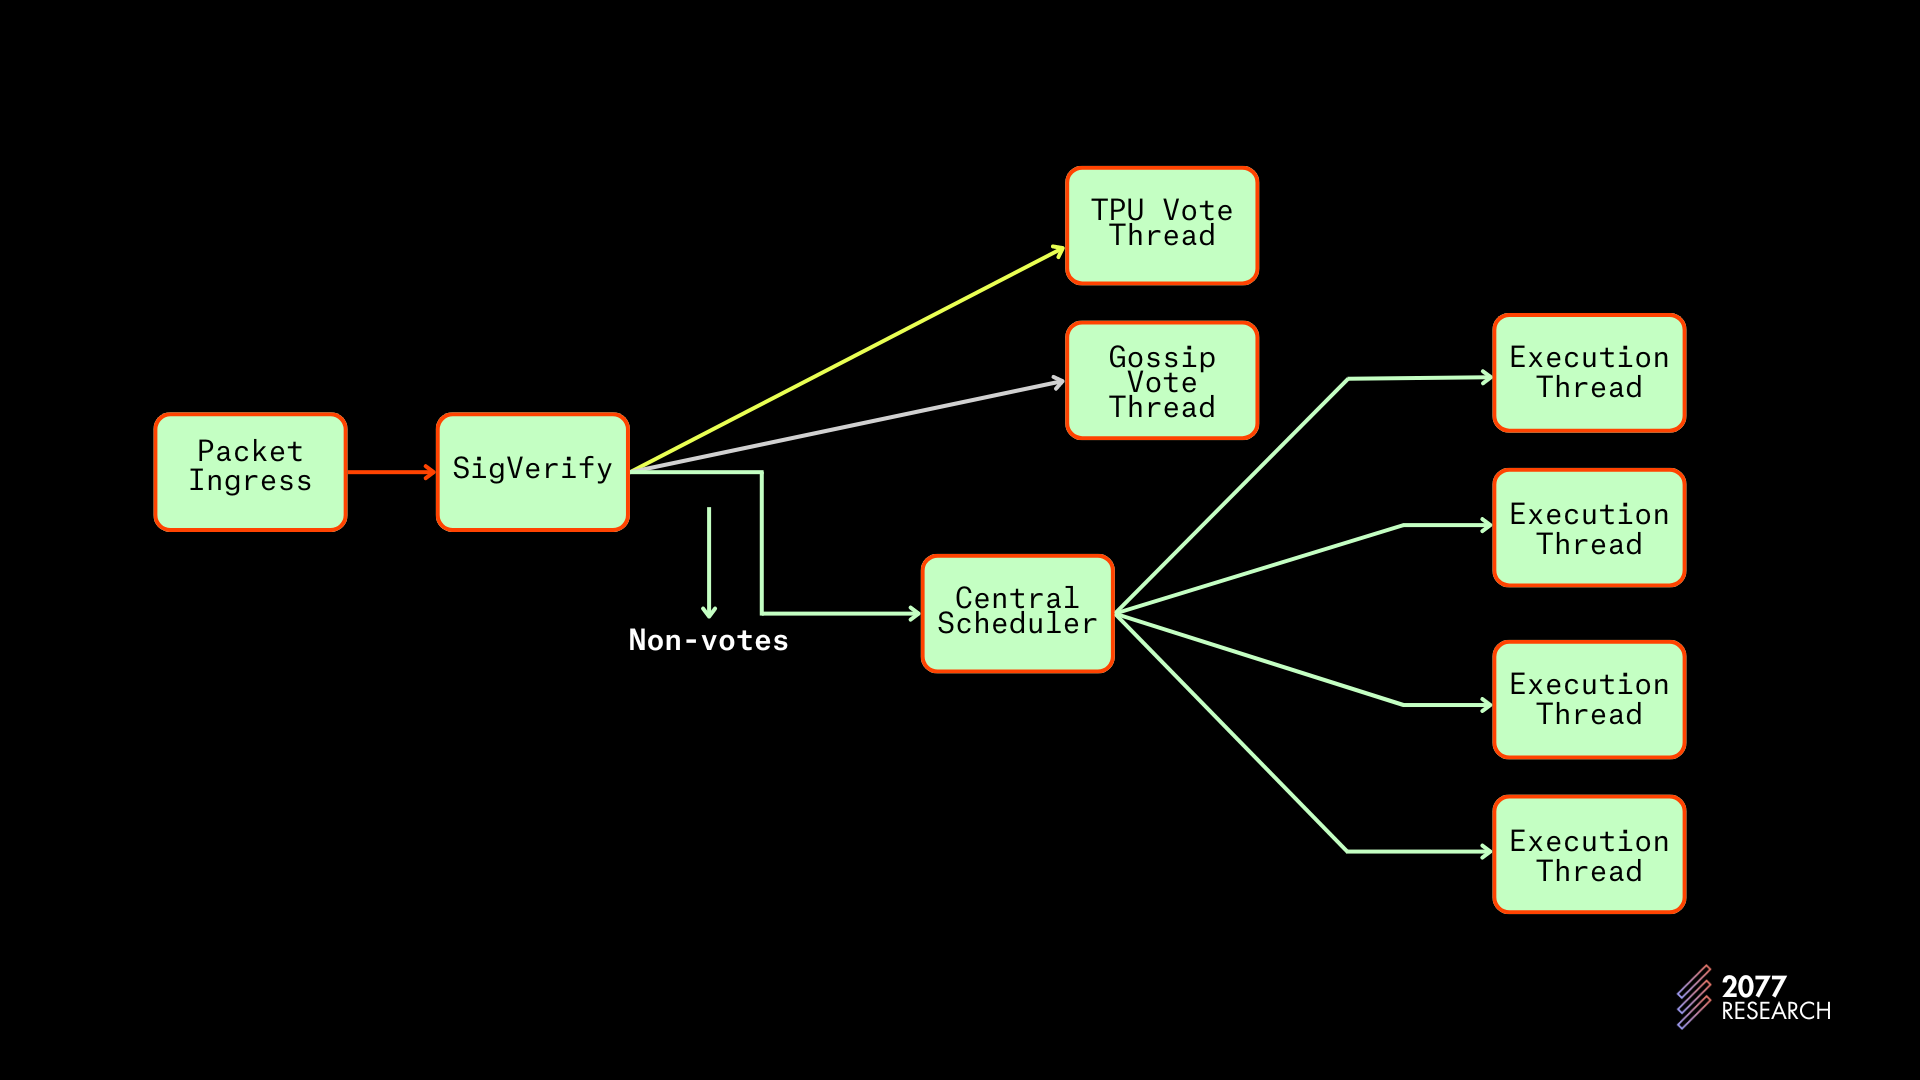 Packet
Ingress
SigVerify
TPU Vote
Thread
Gossip
Vote
Thread
Non-votes
Central
Scheduler
Execution
Thread
Execution
Thread
Execution
Thread
Execution
Thread
2077
RESEARCH